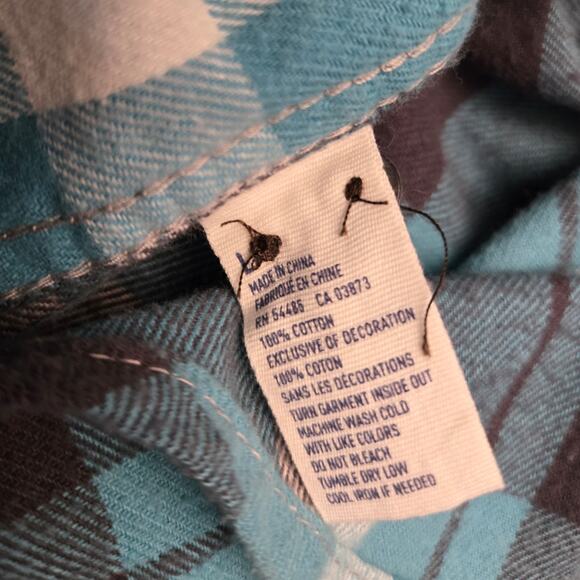 MADE IN CHINA
FABRIQUÉ EN CHINE
RN 54485 CA 03873
100% COTTON
EXCLUSIVE OF DECORATION
100% COTON
SANS LES DÉCORATIONS
TURN GARMENT INSIDE OUT
MACHINE WASH COLD
WITH LIKE COLORS
DO NOT BLEACH
TUMBLE DRY LOW
COOL IRON IF NEEDED